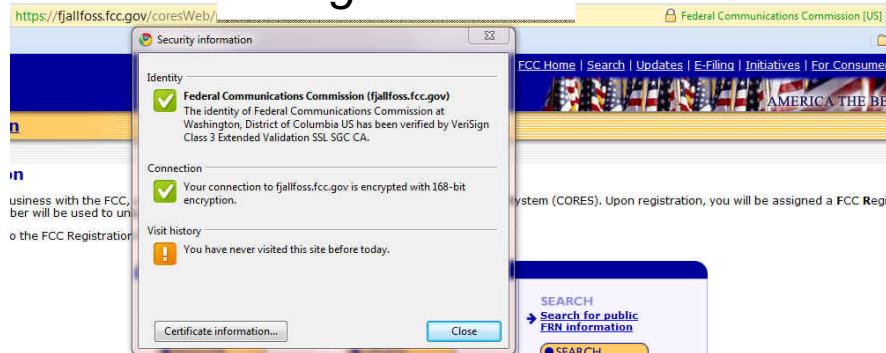 https://fjallfoss.fcc.gov/coresWeb/
Federal Communications Commission [US]
Security information
FCC Home | Search | Updates | E-Filing | Initiatives | For Consumers
AMERICA THE BE
n
Identity
Federal Communications Commission (fjallfoss.fcc.gov)
The identity of Federal Communications Commission at
Washington, District of Columbia US has been verified by VeriSign
Class 3 Extended Validation SSL SGC CA.
Connection
Your connection to fjallfoss.fcc.gov is encrypted with 168-bit
encryption.
Visit history
You have never visited this site before today.
Certificate information...
Close
on
usiness with the FCC,
ystem (CORES). Upon registration, you will be assigned a FCC Regi
ber will be used to un
o the FCC Registration
SEARCH
Search for public
FRN information
SEARCH